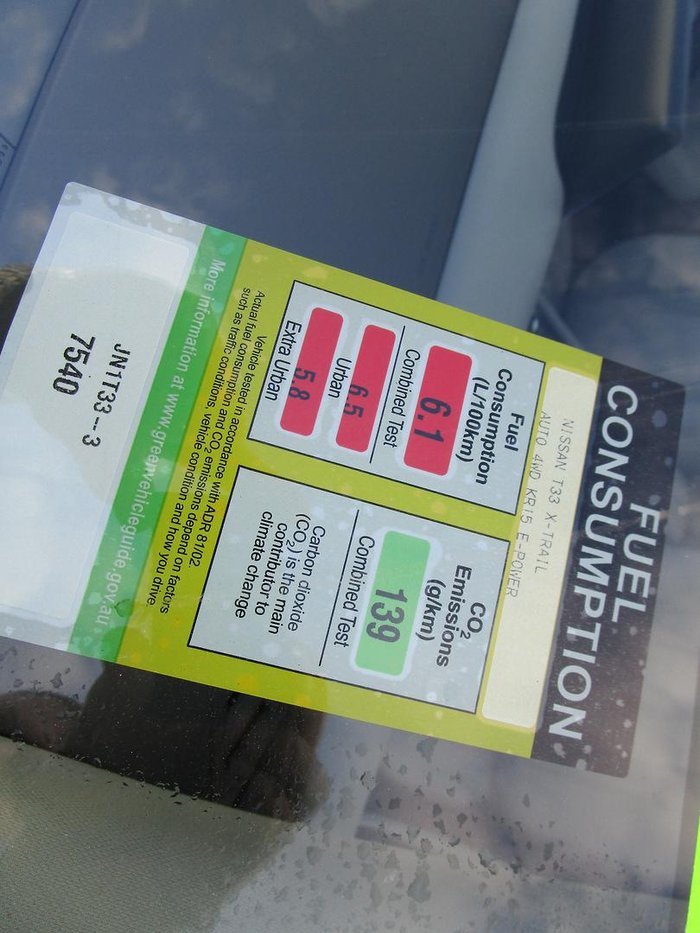 FUEL
CONSUMPTION
NISSAN T33 X-TRAIL
AUTO 4WD KR15 E-POWER
Fuel
Consumption
(L/100km)
6.1
Combined Test
6.5
Urban
5.8
Extra Urban
CO₂
Emissions
(g/km)
139
Combined Test
Carbon dioxide
(CO₂) is the main
contributor to
climate change
Vehicle tested in accordance with ADR 81/02
Actual fuel consumption and CO₂ emissions depend on factors
such as traffic conditions, vehicle condition and how you drive
More information at www.greenvehicleguide.gov.au
JN1T33--3
7540